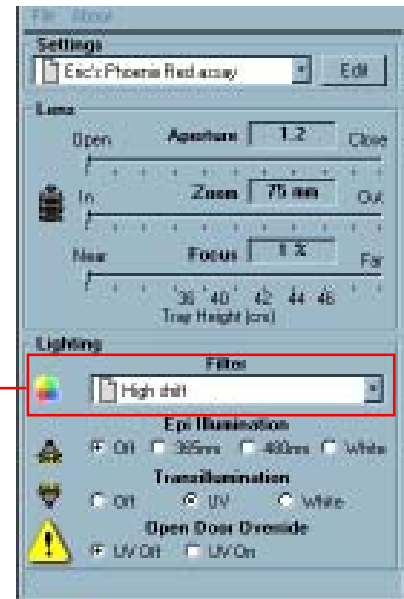 File About
Settings
Eric's Phoenix Red assay Edit
Lens
Open Aperture 1.2 Close
In Zoom 75 mm Out
Near Focus 1 % Far
36 40 42 44 46
Tray Height (cm)
Lighting
Filter
High shift
Epi Illumination
Off 365nm 480nm White
Transillumination
Off UV White
Open Door Override
UV Off UV On